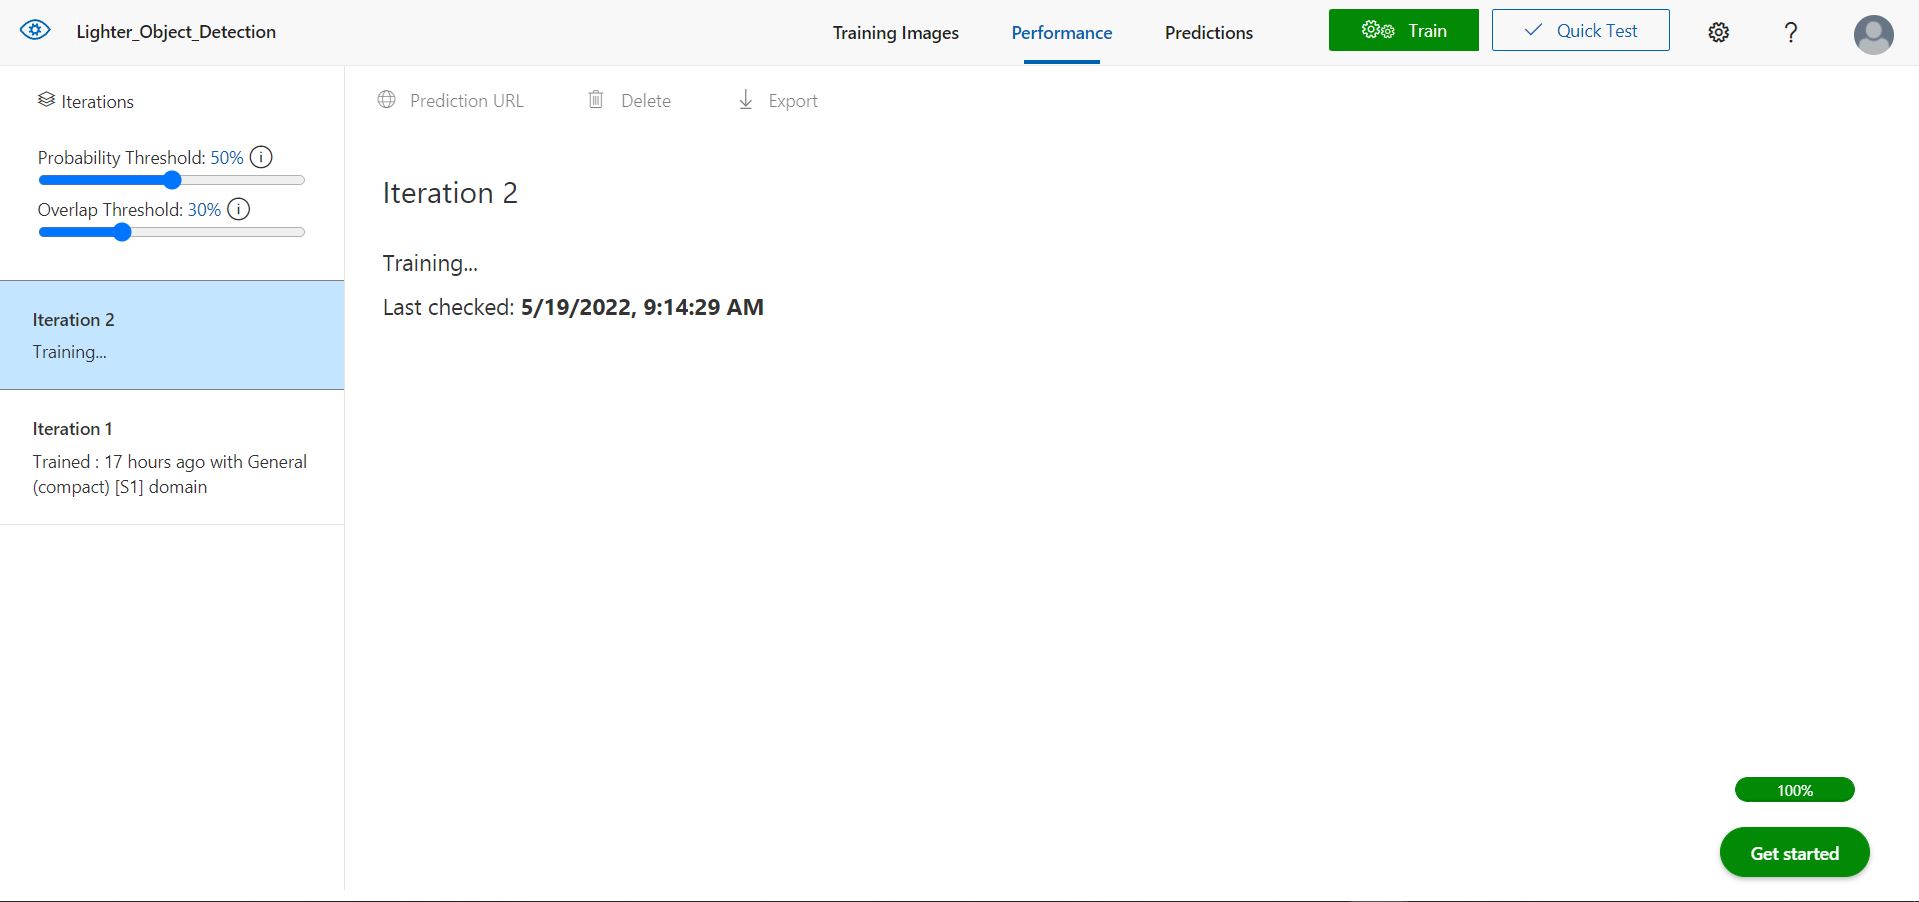 Lighter_Object_Detection
Training Images
Performance
Predictions
Train
Quick Test
?
Iterations
Probability Threshold: 50% i
Overlap Threshold: 30% i
Iteration 2
Training...
Iteration 1
Trained : 17 hours ago with General
(compact) [S1] domain
Prediction URL
Delete
Export
Iteration 2
Training...
Last checked: 5/19/2022, 9:14:29 AM
100%
Get started